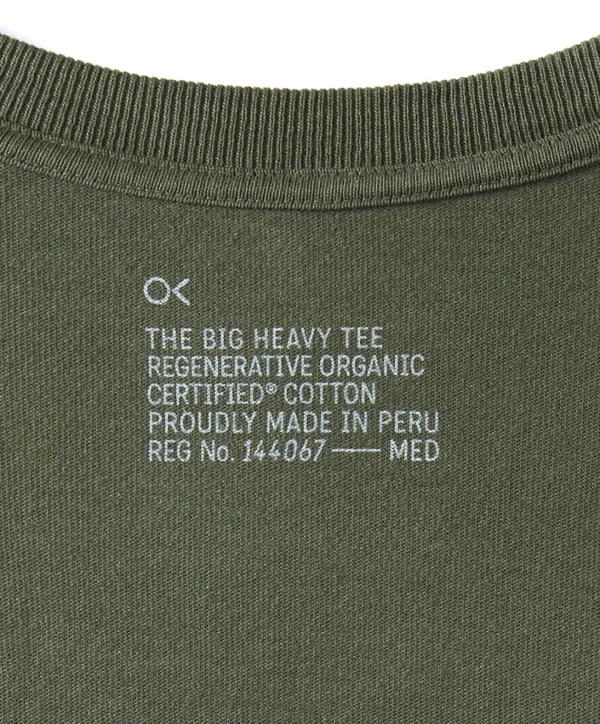 OK
THE BIG HEAVY TEE
REGENERATIVE ORGANIC
CERTIFIED® COTTON
PROUDLY MADE IN PERU
REG No. 144067 — MED